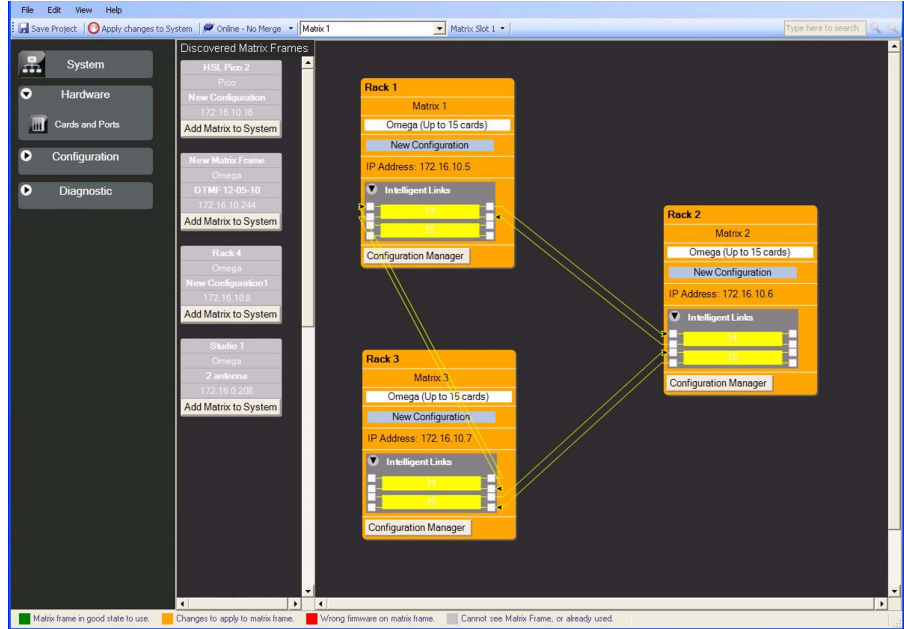 File Edit View Help
Save Project Apply changes to System Online - No Merge Matrix 1 Matrix Slot 1 Type here to search
System
Hardware
Cards and Ports
Configuration
Diagnostic
Discovered Matrix Frames
HSL Pico 2
Pico
New Configuration
172.16.10.16
Add Matrix to System
New Matrix Frame
Omega
DTMF 12-05-10
172.16.10.244
Add Matrix to System
Rack 4
Omega
New Configuration1
172.16.10.8
Add Matrix to System
Studio 1
Omega
2 antenna
172.16.0.208
Add Matrix to System
Rack 1
Matrix 1
Omega (Up to 15 cards)
New Configuration
IP Address: 172.16.10.5
Intelligent Links
14
15
Configuration Manager
Rack 2
Matrix 2
Omega (Up to 15 cards)
New Configuration
IP Address: 172.16.10.6
Intelligent Links
14
15
Configuration Manager
Rack 3
Matrix 3
Omega (Up to 15 cards)
New Configuration
IP Address: 172.16.10.7
Intelligent Links
14
15
Configuration Manager
Matrix frame in good state to use. Changes to apply to matrix frame. Wrong firmware on matrix frame. Cannot see Matrix Frame, or already used.